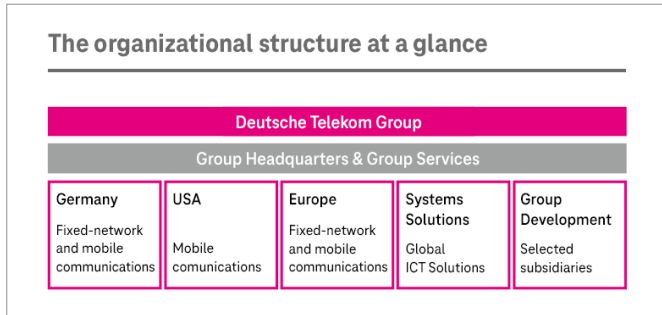 The organizational structure at a glance
Deutsche Telekom Group
Group Headquarters & Group Services
Germany
Fixed-network
and mobile
communications
USA
Mobile
comunications
Europe
Fixed-network
and mobile
communications
Systems
Solutions
Global
ICT Solutions
Group
Development
Selected
subsidiaries